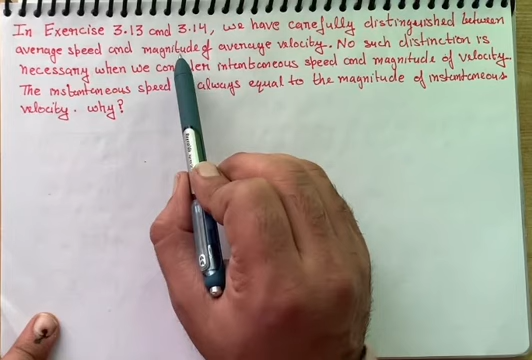 In Exercise 3.13 and 3.14, we have carefully distinguished between
average speed and magnitude of average velocity. No such distinction is
necessary when we consider intentaneous speed and magnitude of velocity.
The instantaneous speed always equal to the magnitude of instantaneous
velocity. why?